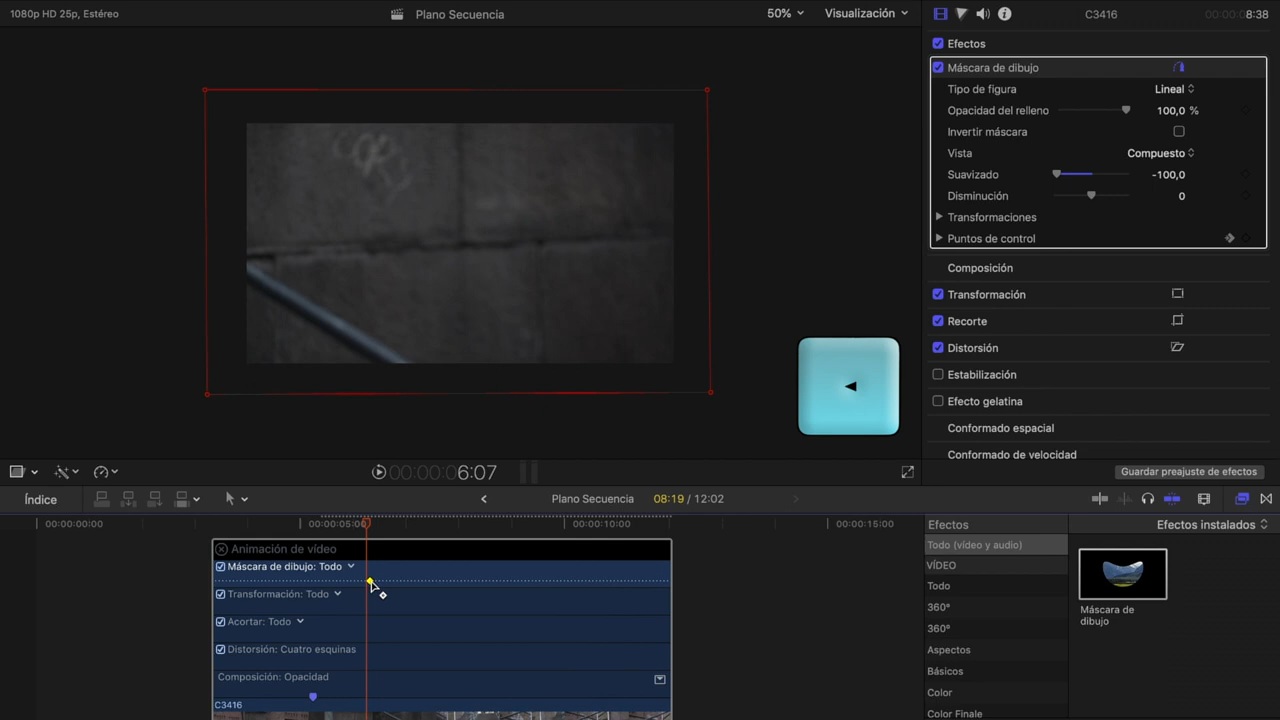 1080p HD 25p, Estéreo
Plano Secuencia
50%
Visualización
C3416
00:00:08:38
Efectos
Máscara de dibujo
Tipo de figura
Lineal
Opacidad del relleno
100,0 %
Invertir máscara
Vista
Compuesto
Suavizado
-100,0
Disminución
0
Transformaciones
Puntos de control
Composición
Transformación
Recorte
Distorsión
Estabilización
Efecto gelatina
Conformado espacial
Conformado de velocidad
00:00:06:07
Guardar preajuste de efectos
Índice
Plano Secuencia
08:19 / 12:02
00:00:00:00
00:00:05:00
00:00:10:00
00:00:15:00
Efectos
Efectos instalados
Animación de vídeo
Máscara de dibujo: Todo
Transformación: Todo
Acortar: Todo
Distorsión: Cuatro esquinas
Composición: Opacidad
C3416
Todo (vídeo y audio)
VÍDEO
Todo
360º
360º
Aspectos
Básicos
Color
Color Finale
Máscara de
dibujo